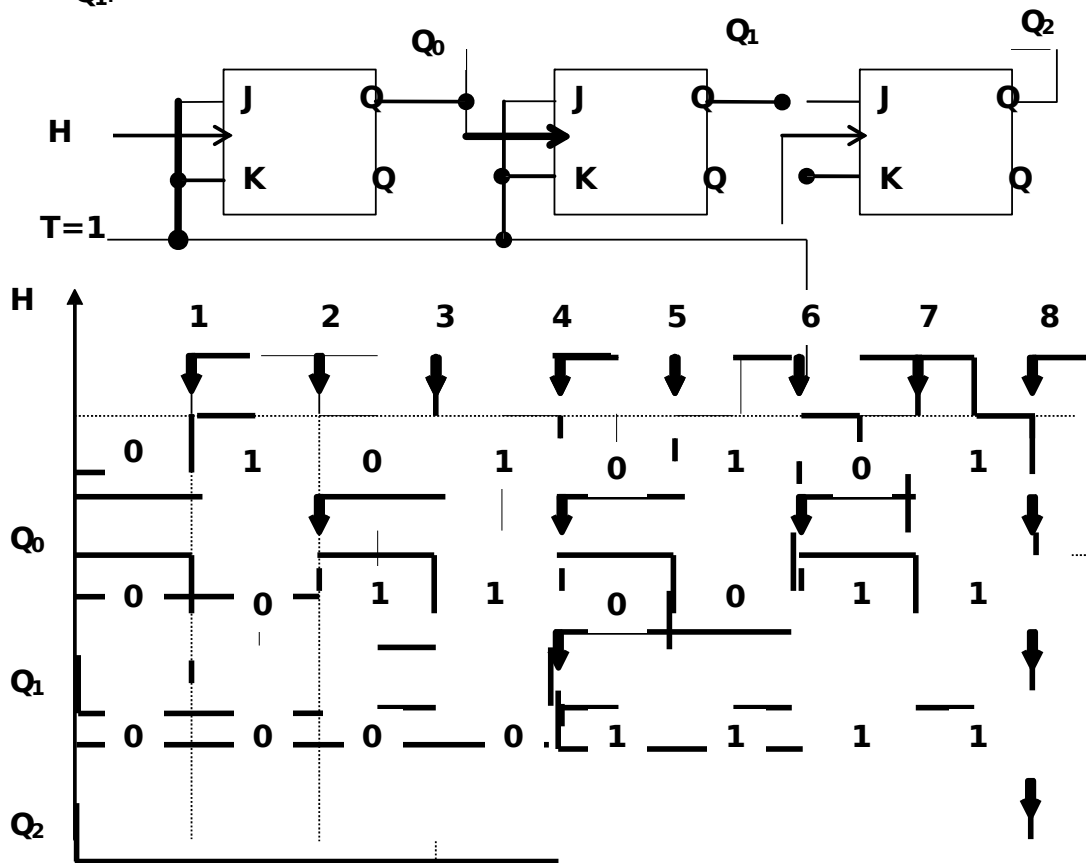 Q1.
Q0 Q1 Q2
J Q J Q J Q
H
K Q K Q K Q
T=1
H
1 2 3 4 5 6 7 8
0 1 0 1 0 1 0 1
Q0
0 0 1 1 0 0 1 1
Q1
0 0 0 0 1 1 1 1
Q2